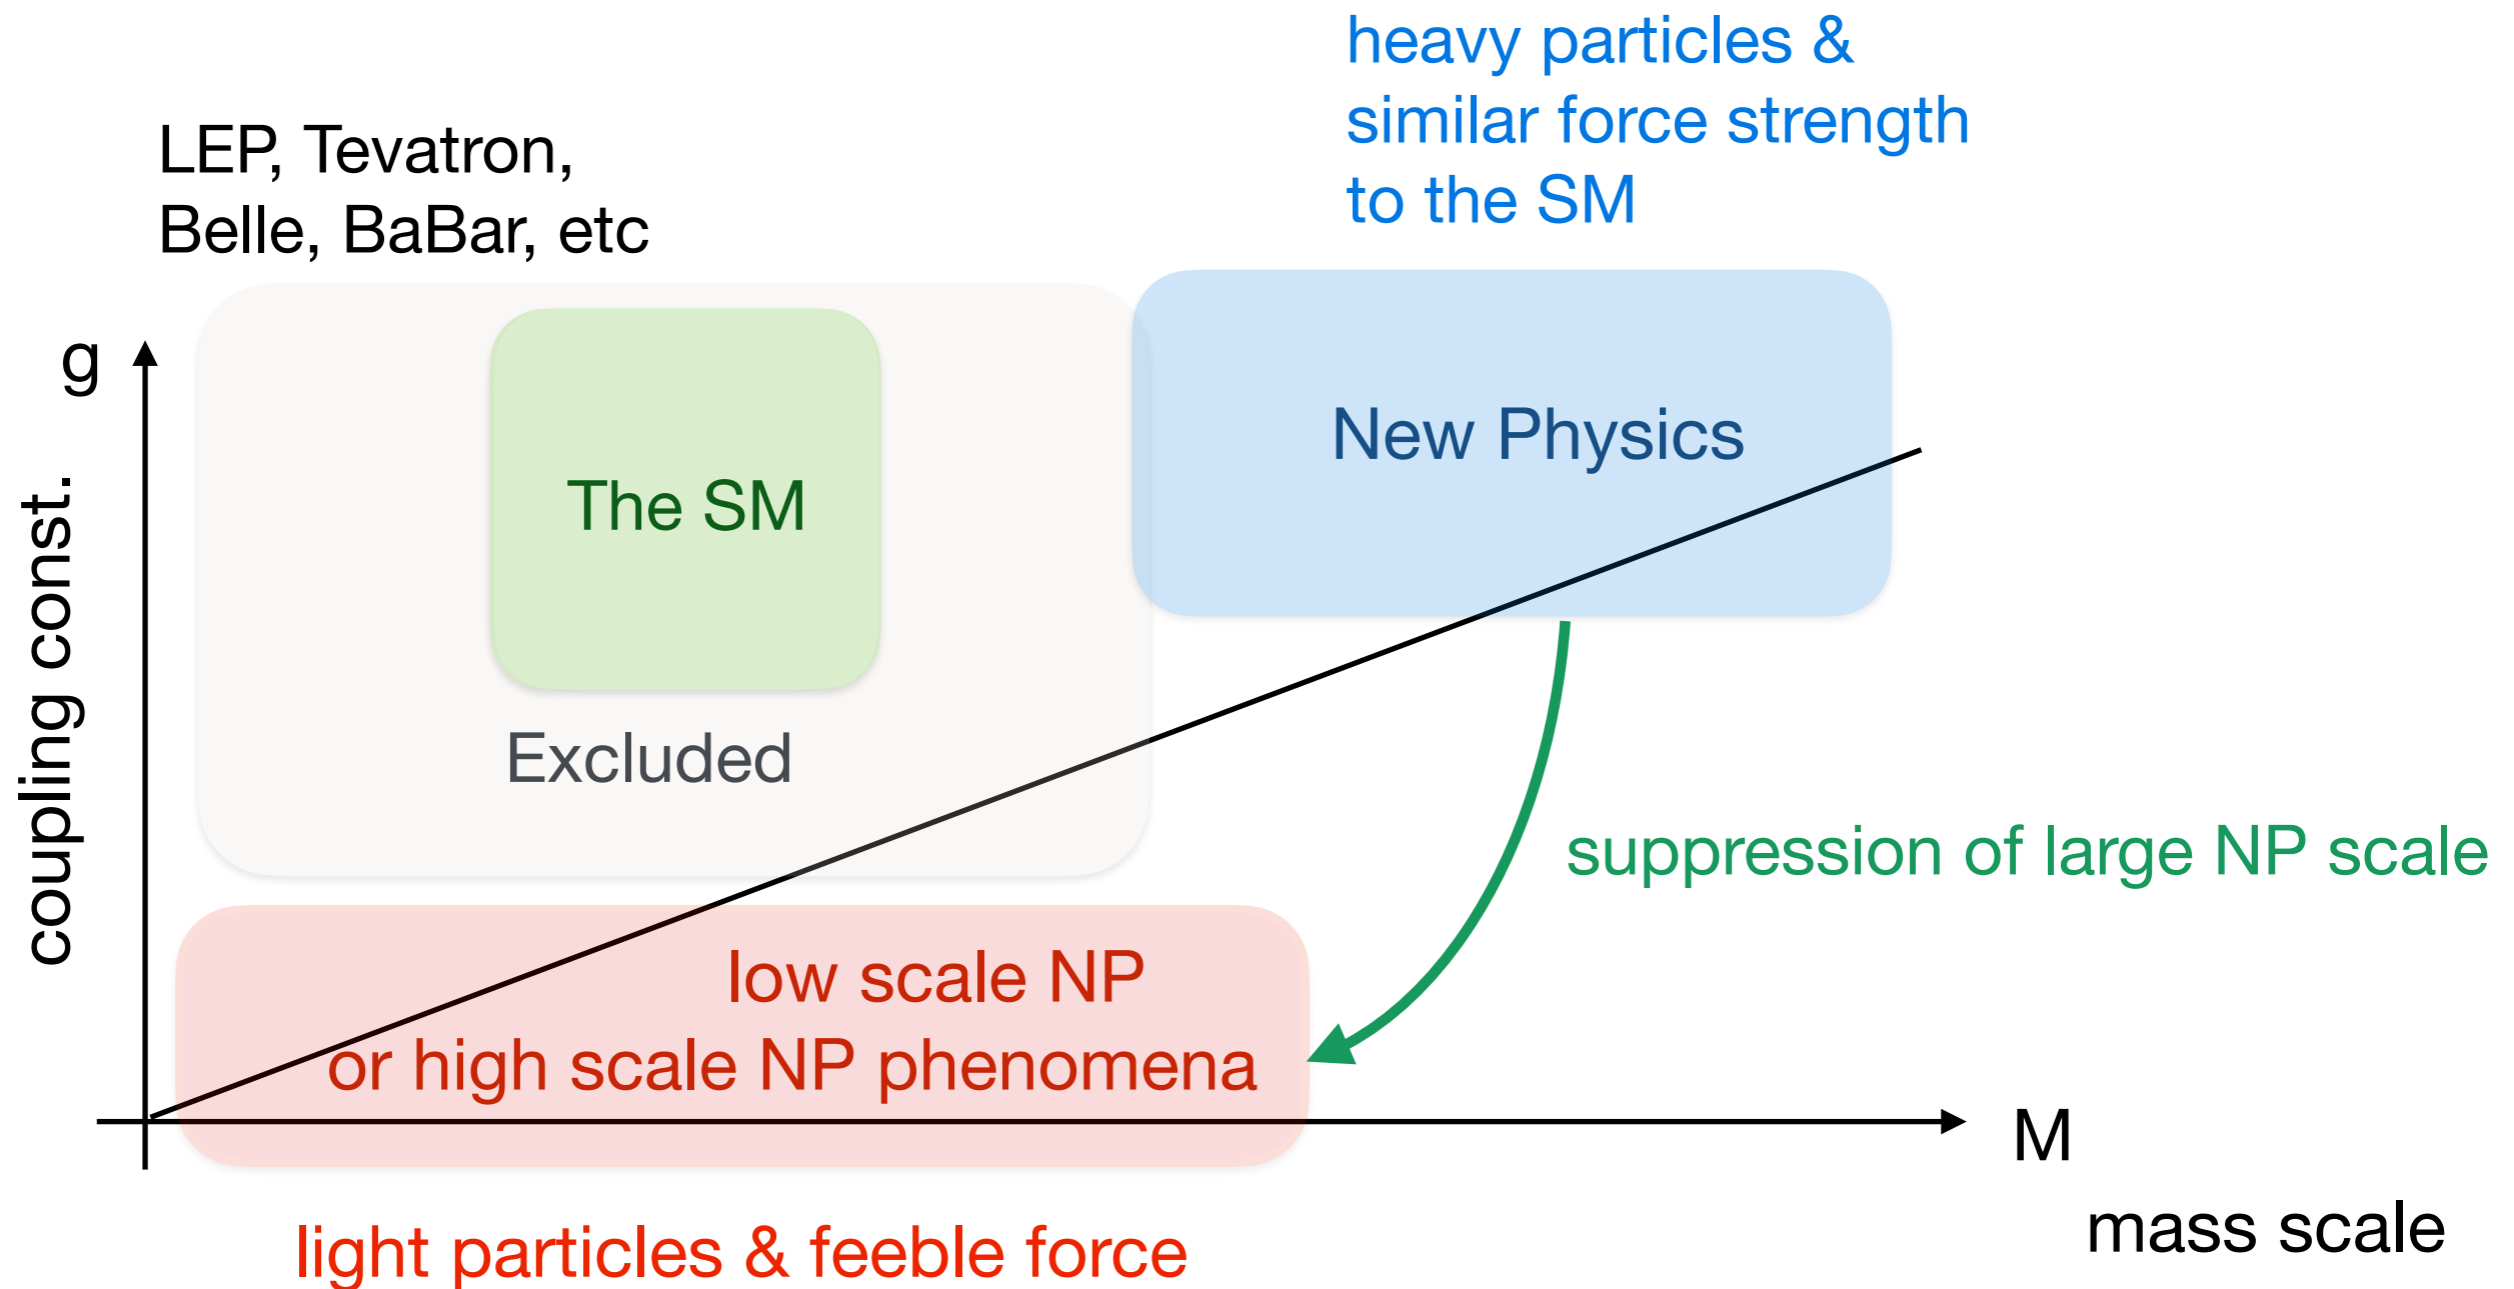 heavy particles &
similar force strength
to the SM
LEP, Tevatron,
Belle, BaBar, etc
g
coupling const.
New Physics
The SM
Excluded
suppression of large NP scale
low scale NP
or high scale NP phenomena
M
mass scale
light particles & feeble force